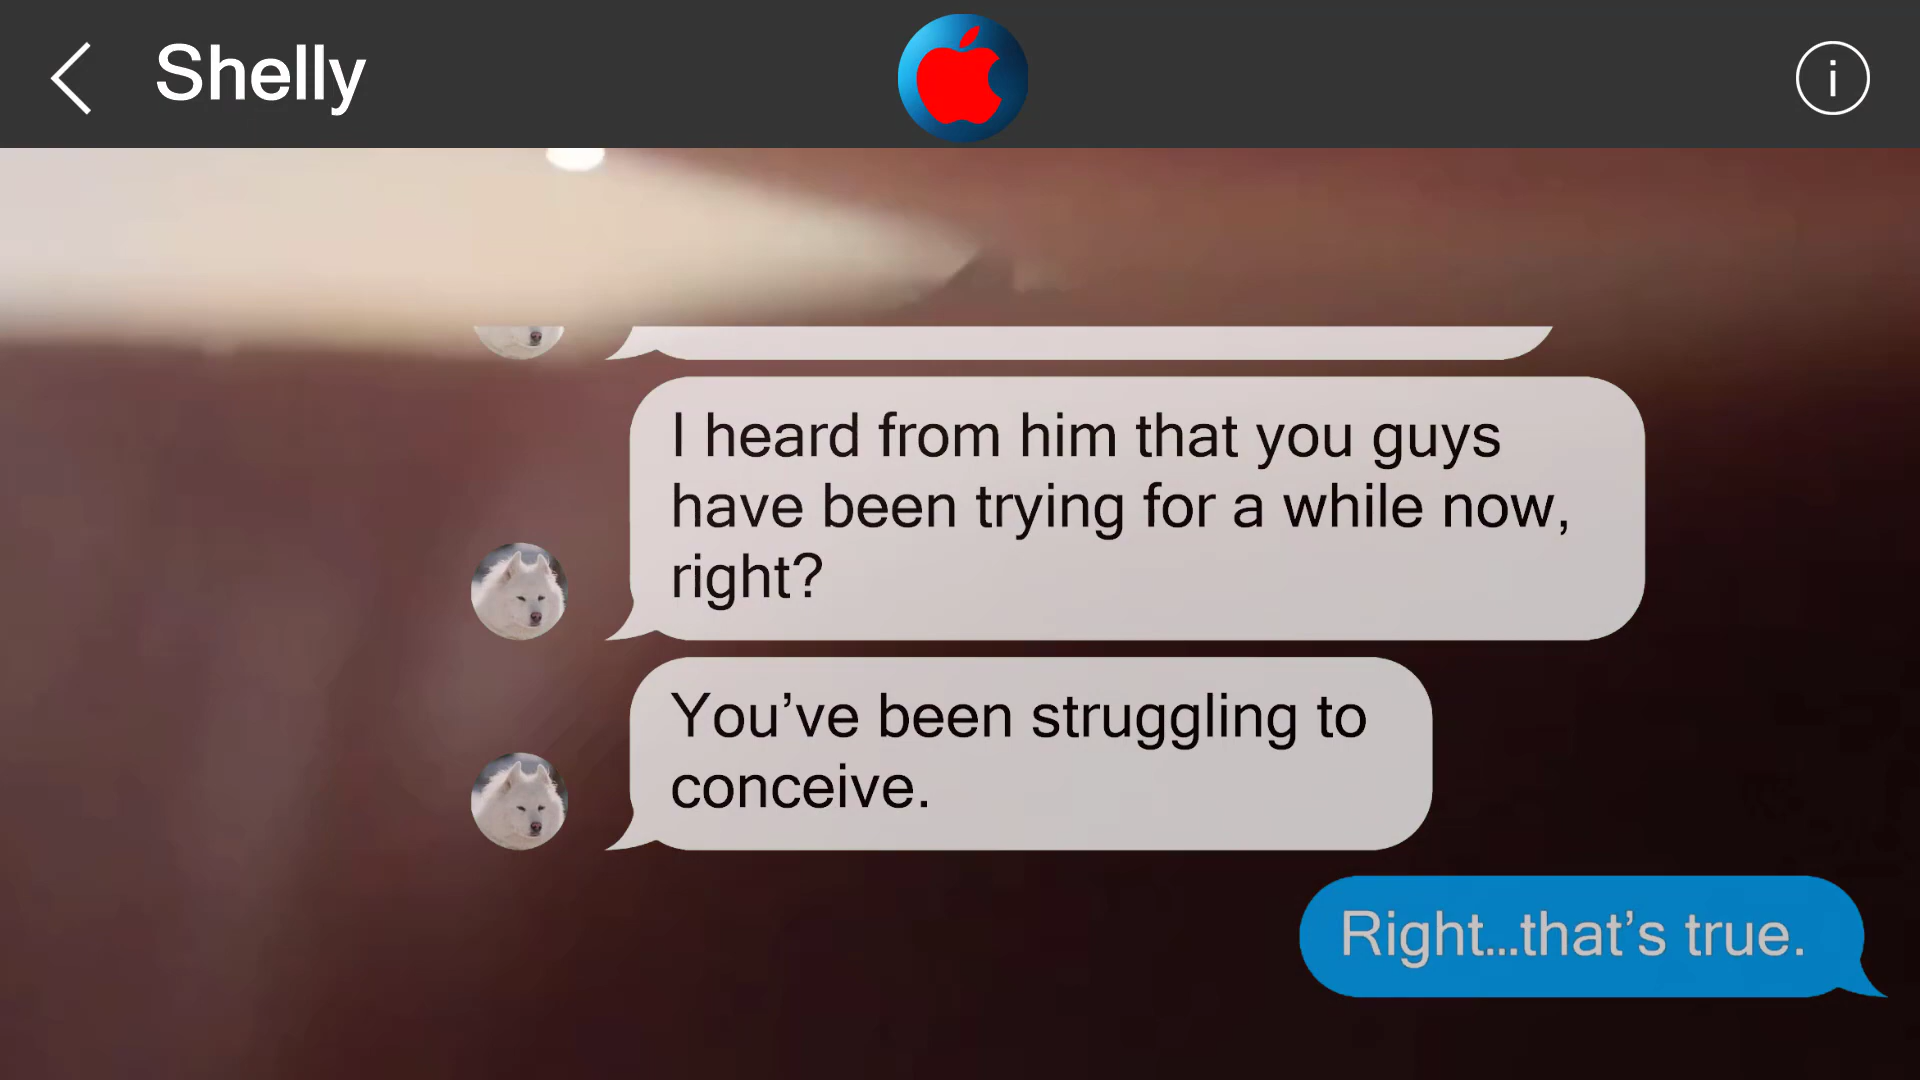 Shelly
i
I heard from him that you guys
have been trying for a while now,
right?
You’ve been struggling to
conceive.
Right...that’s true.